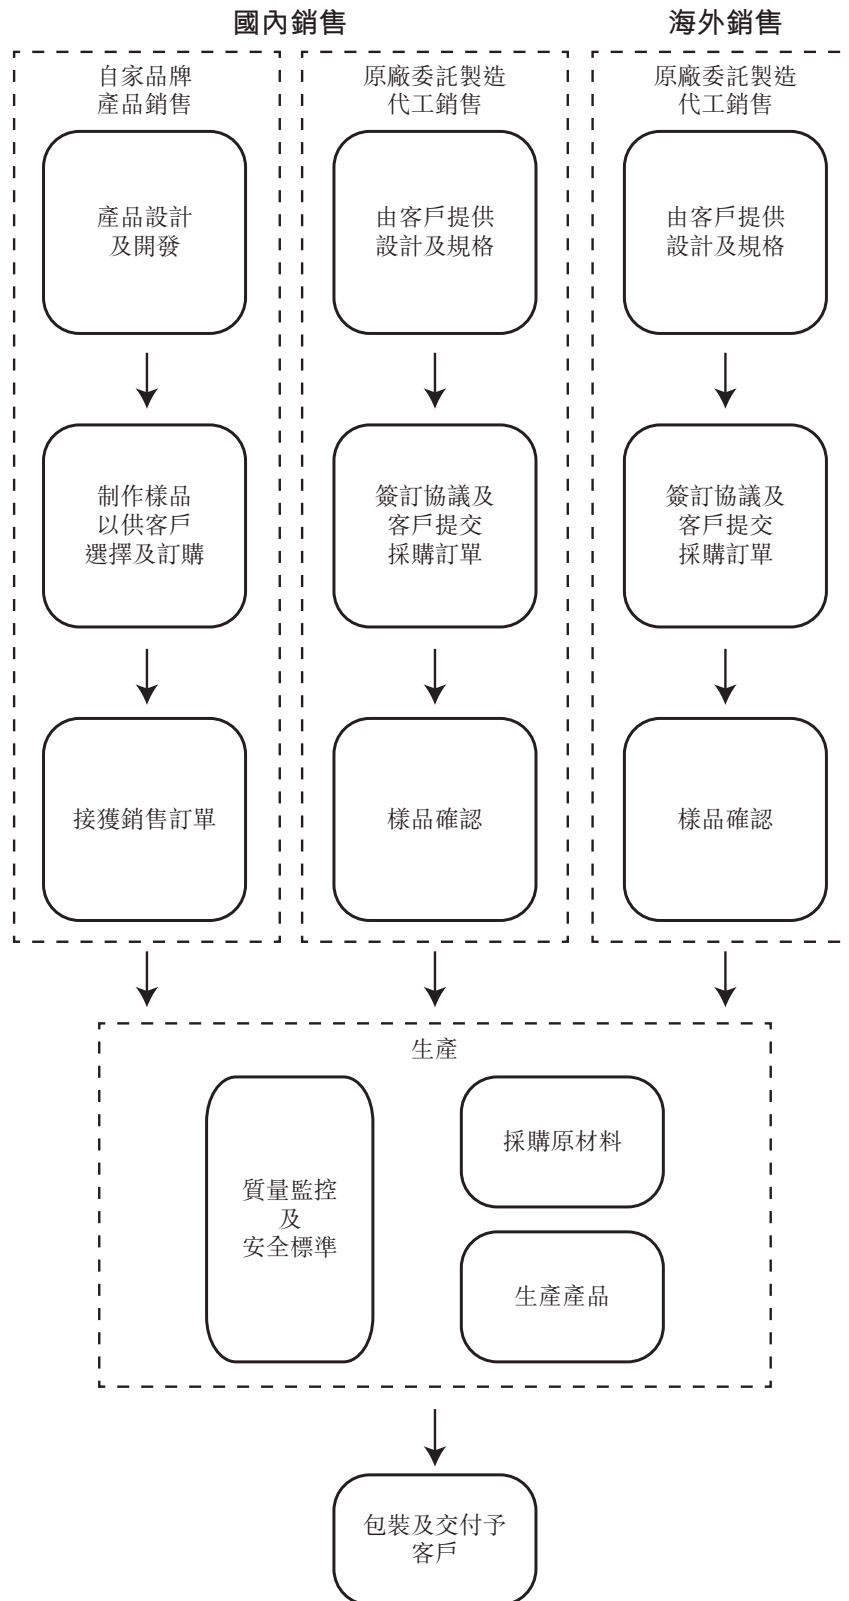 國內銷售
海外銷售
自家品牌
產品銷售
原廠委託製造
代工銷售
原廠委託製造
代工銷售
產品設計
及開發
由客戶提供
設計及規格
由客戶提供
設計及規格
制作樣品
以供客戶
選擇及訂購
簽訂協議及
客戶提交
採購訂單
簽訂協議及
客戶提交
採購訂單
接獲銷售訂單
樣品確認
樣品確認
生產
質量監控
及
安全標準
採購原材料
生產產品
包裝及交付予
客戶